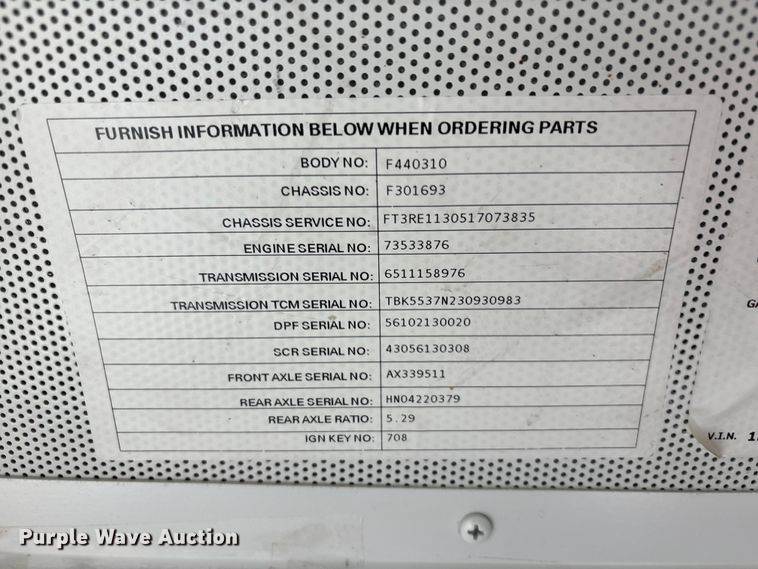 FURNISH INFORMATION BELOW WHEN ORDERING PARTS
BODY NO: F440310
CHASSIS NO: F301693
CHASSIS SERVICE NO: FT3RE1130517073835
ENGINE SERIAL NO: 73533876
TRANSMISSION SERIAL NO: 6511158976
TRANSMISSION TCM SERIAL NO: TBK5537N230930983
DPF SERIAL NO: 56102130020
SCR SERIAL NO: 43056130308
FRONT AXLE SERIAL NO: AX339511
REAR AXLE SERIAL NO: HN04220379
REAR AXLE RATIO: 5.29
IGN KEY NO: 708
GA
V.I.N. 1
Purple Wave Auction